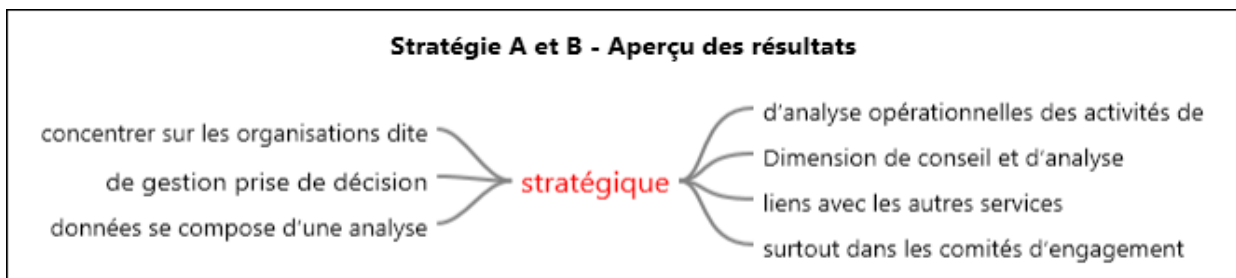 Stratégie A et B - Aperçu des résultats
concentrer sur les organisations dite
de gestion prise de décision
données se compose d'une analyse
stratégique
d'analyse opérationnelles des activités de
Dimension de conseil et d'analyse
liens avec les autres services
surtout dans les comités d'engagement